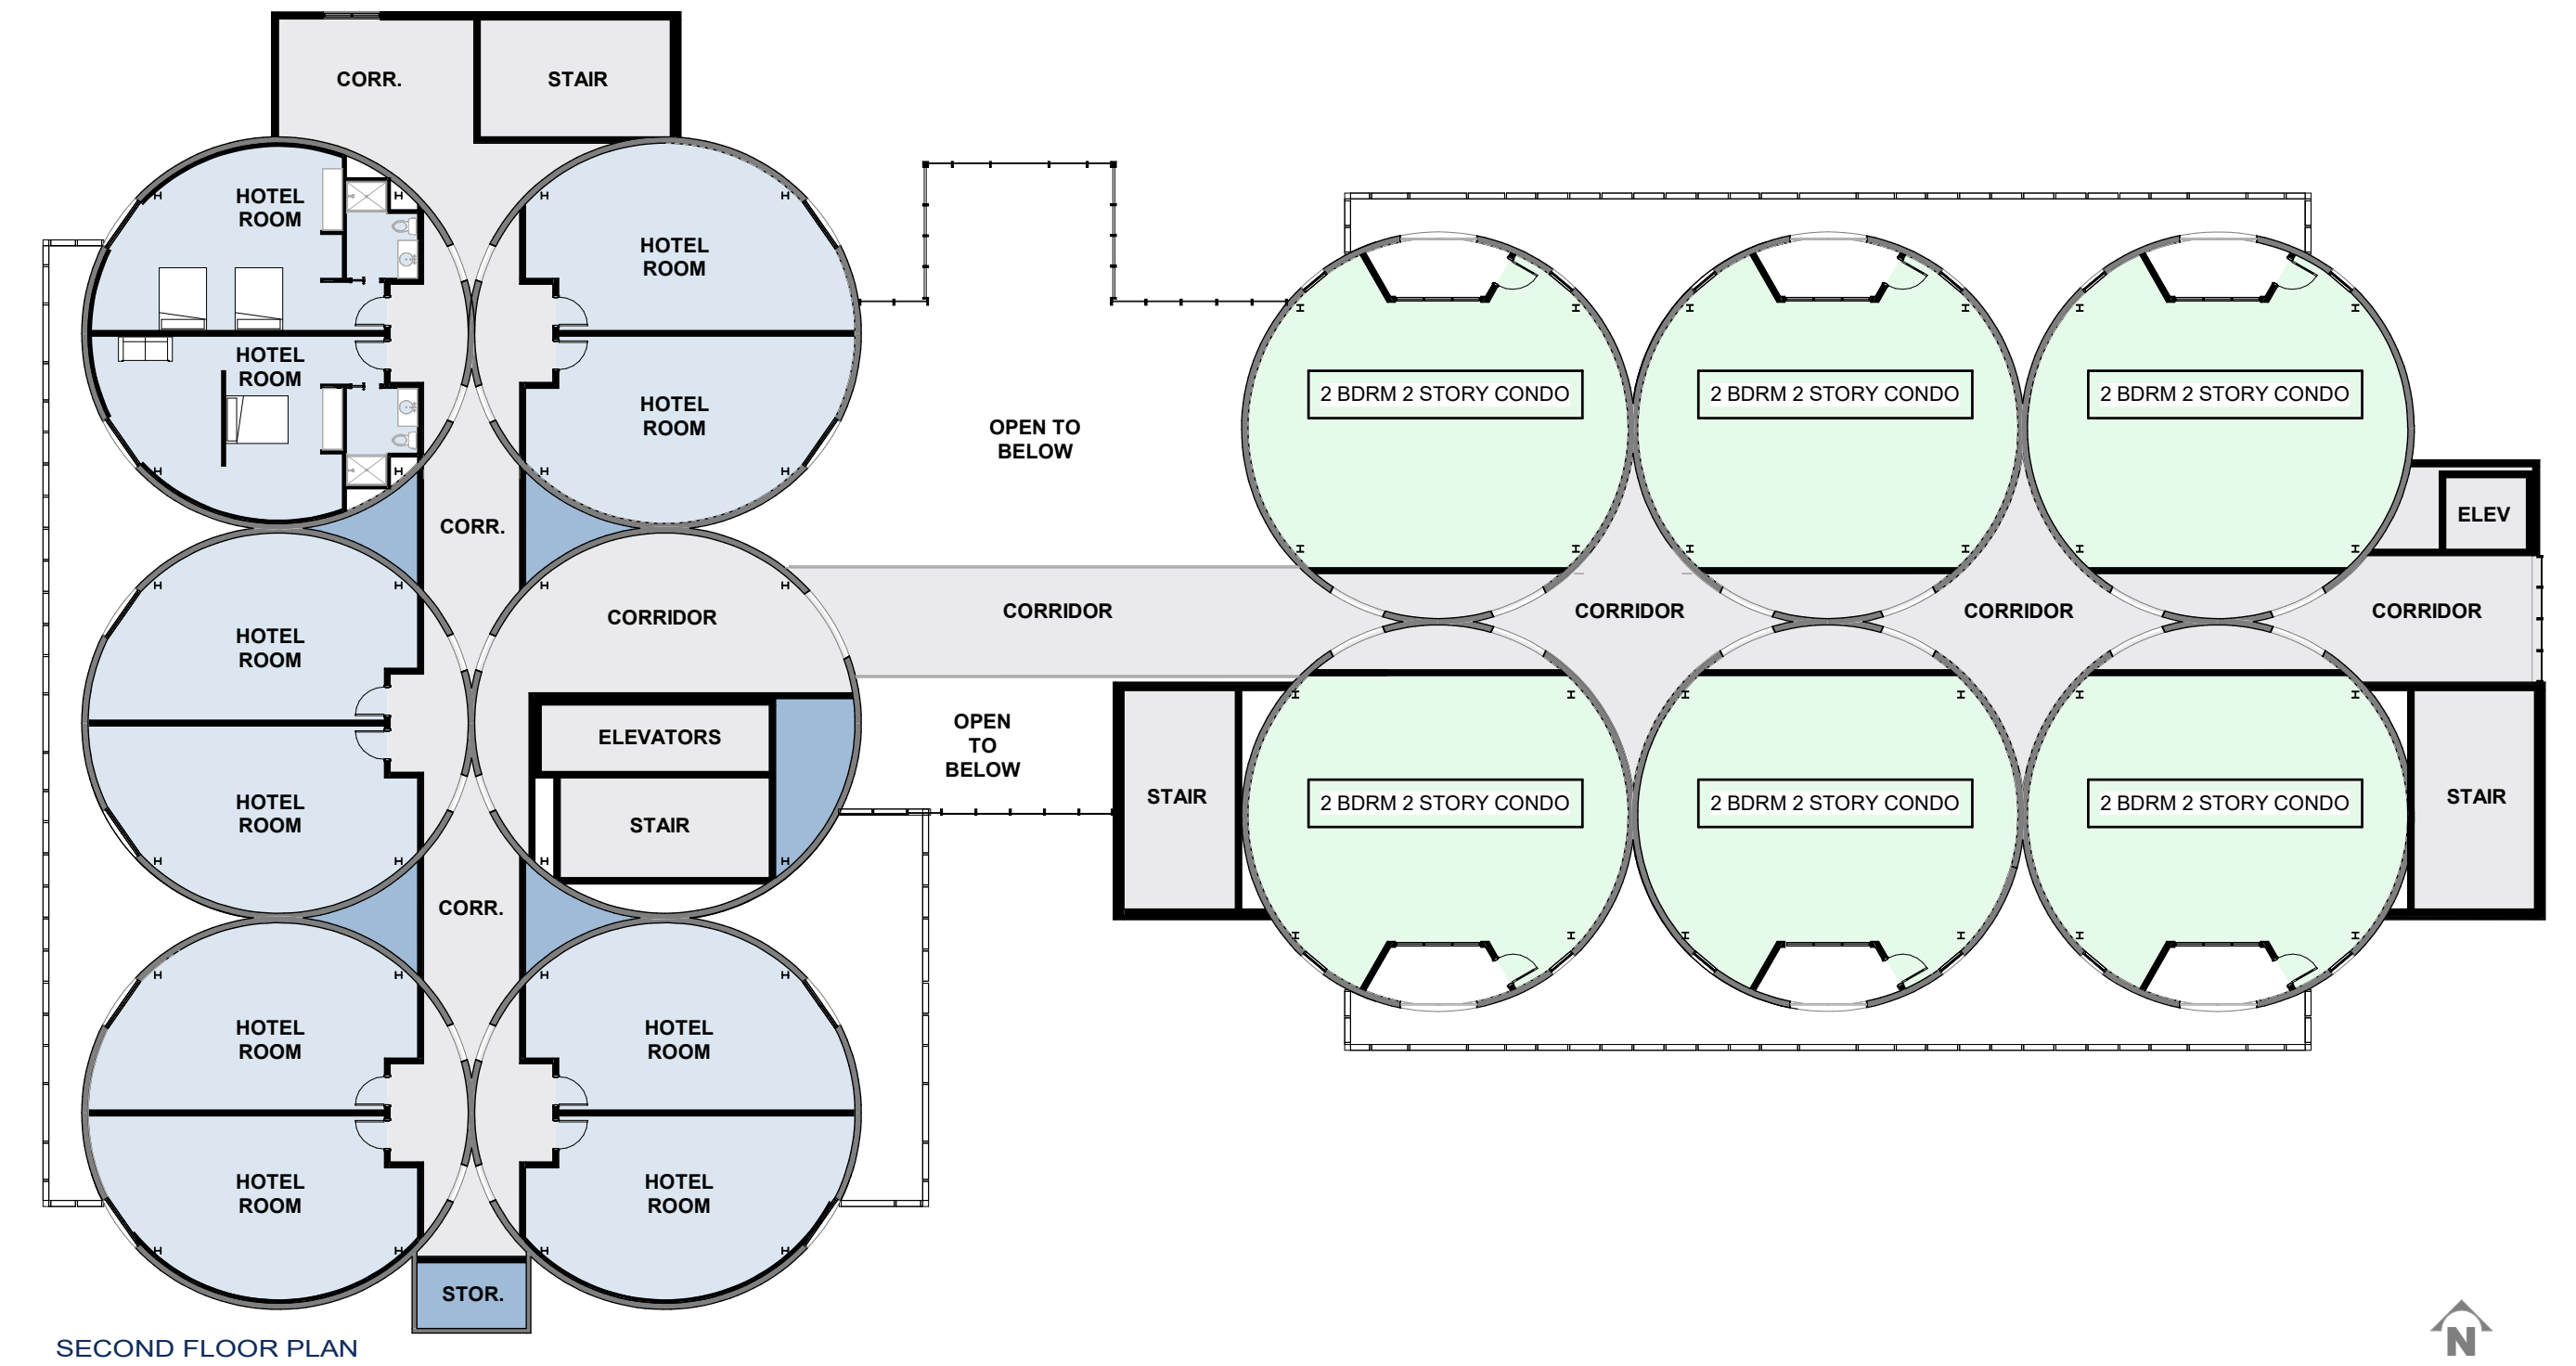 CORR.
STAIR
HOTEL
ROOM
HOTEL
ROOM
HOTEL
ROOM
HOTEL
ROOM
OPEN TO
BELOW
2 BDRM 2 STORY CONDO
2 BDRM 2 STORY CONDO
2 BDRM 2 STORY CONDO
CORR.
ELEV
CORRIDOR
CORRIDOR
CORRIDOR
CORRIDOR
CORRIDOR
HOTEL
ROOM
HOTEL
ROOM
ELEVATORS
STAIR
OPEN
TO
BELOW
STAIR
2 BDRM 2 STORY CONDO
2 BDRM 2 STORY CONDO
2 BDRM 2 STORY CONDO
STAIR
CORR.
HOTEL
ROOM
HOTEL
ROOM
HOTEL
ROOM
HOTEL
ROOM
STOR.
SECOND FLOOR PLAN
N